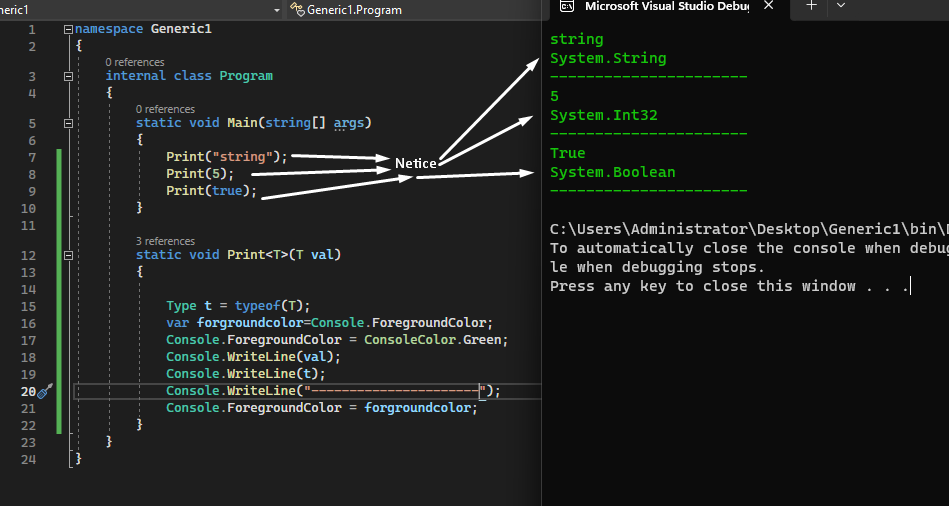 neric1
Generic1.Program
1 namespace Generic1
2 {
0 references
3 internal class Program
4 {
0 references
5 static void Main(string[] args)
6 {
7 Print("string");
8 Print(5);
9 Print(true);
10 }
11
3 references
12 static void Print<T>(T val)
13 {
14
15 Type t = typeof(T);
16 var forgroundcolor=Console.ForegroundColor;
17 Console.ForegroundColor = ConsoleColor.Green;
18 Console.WriteLine(val);
19 Console.WriteLine(t);
20 Console.WriteLine("----------------------");
21 Console.ForegroundColor = forgroundcolor;
22 }
23 }
24 }
Netice
Microsoft Visual Studio Debug
string
System.String
----------------------
5
System.Int32
----------------------
True
System.Boolean
----------------------
C:\Users\Administrator\Desktop\Generic1\bin\D
To automatically close the console when debug
le when debugging stops.
Press any key to close this window . . .